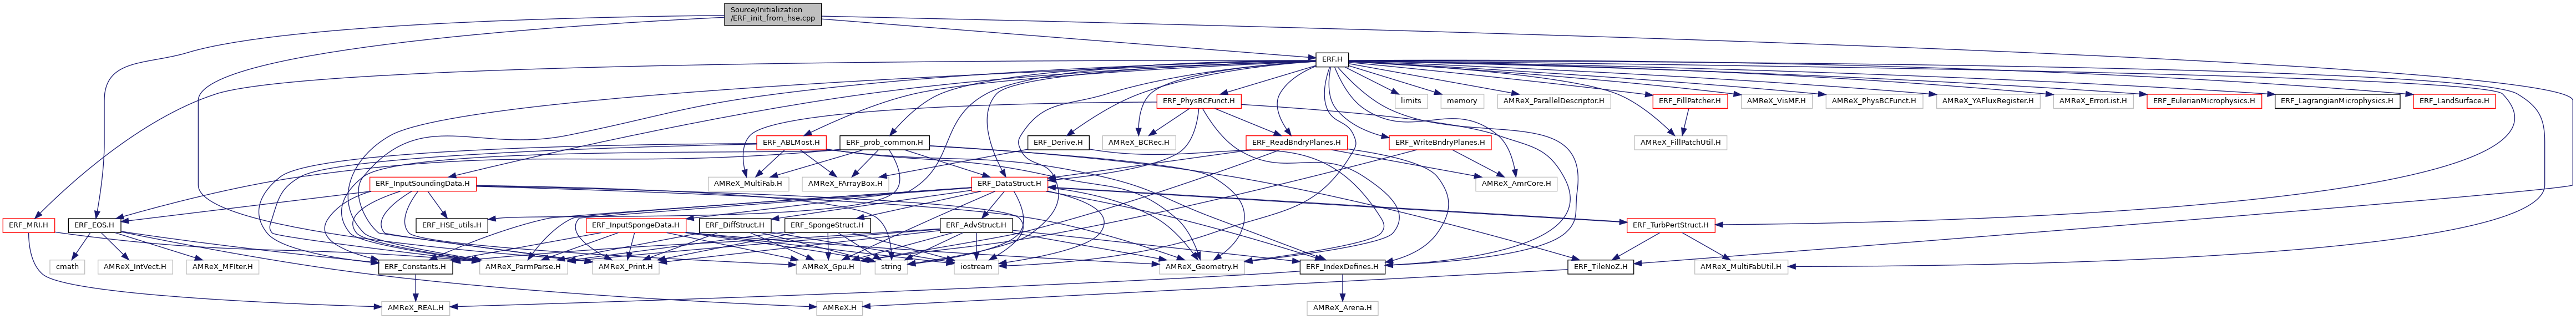 Source/Initialization
/ERF_init_from_hse.cpp
ERF.H
ERF_PhysBCFunct.H
limits
memory
AMReX_ParallelDescriptor.H
ERF_FillPatcher.H
AMReX_VisMF.H
AMReX_PhysBCFunct.H
AMReX_YAFluxRegister.H
AMReX_ErrorList.H
ERF_EulerianMicrophysics.H
ERF_LagrangianMicrophysics.H
ERF_LandSurface.H
ERF_ABLMost.H
ERF_prob_common.H
ERF_Derive.H
AMReX_BCRec.H
ERF_ReadBndryPlanes.H
ERF_WriteBndryPlanes.H
AMReX_FillPatchUtil.H
ERF_InputSoundingData.H
AMReX_MultiFab.H
AMReX_FArrayBox.H
ERF_DataStruct.H
AMReX_AmrCore.H
ERF_MRI.H
ERF_EOS.H
ERF_HSE_utils.H
ERF_InputSpongeData.H
ERF_DiffStruct.H
ERF_SpongeStruct.H
ERF_AdvStruct.H
ERF_TurbPertStruct.H
cmath
AMReX_IntVect.H
AMReX_MFIter.H
ERF_Constants.H
AMReX_ParmParse.H
AMReX_Print.H
AMReX_Gpu.H
string
iostream
AMReX_Geometry.H
ERF_IndexDefines.H
ERF_TileNoZ.H
AMReX_MultiFabUtil.H
AMReX_REAL.H
AMReX.H
AMReX_Arena.H